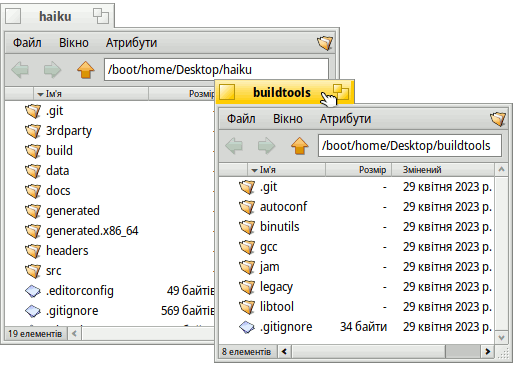 haiku
Файл Вікно Атрибути
/boot/home/Desktop/haiku
Ім'я Розмір
.git
3rdparty
build
data
docs
generated
generated.x86_64
headers
src
.editorconfig 49 байтів
.gitignore 569 байтів
19 елементів
buildtools
Файл Вікно Атрибути
/boot/home/Desktop/buildtools
Ім'я Розмір Змінений
.git - 29 квітня 2023 р.
autoconf - 29 квітня 2023 р.
binutils - 29 квітня 2023 р.
gcc - 29 квітня 2023 р.
jam - 29 квітня 2023 р.
legacy - 29 квітня 2023 р.
libtool - 29 квітня 2023 р.
.gitignore 34 байти 29 квітня 2023 р.
8 елементів